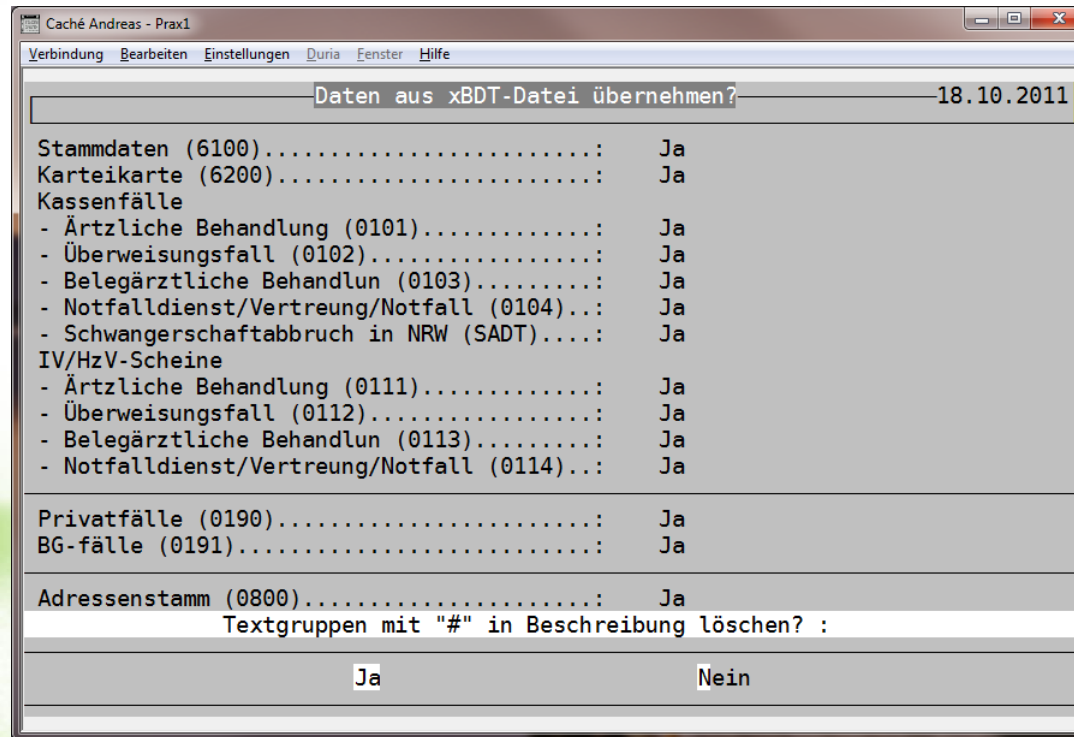 Caché Andreas - Prax1
Verbindung Bearbeiten Einstellungen Duria Fenster Hilfe
Daten aus xBDT-Datei übernehmen? 18.10.2011
Stammdaten (6100).........................: Ja
Karteikarte (6200)........................: Ja
Kassenfälle
- Ärtzliche Behandlung (0101).............: Ja
- Überweisungsfall (0102).................: Ja
- Belegärztliche Behandlun (0103).........: Ja
- Notfalldienst/Vertreung/Notfall (0104)..: Ja
- Schwangerschaftabbruch in NRW (SADT)....: Ja
IV/HzV-Scheine
- Ärtzliche Behandlung (0111).............: Ja
- Überweisungsfall (0112).................: Ja
- Belegärztliche Behandlun (0113).........: Ja
- Notfalldienst/Vertreung/Notfall (0114)..: Ja
Privatfälle (0190)........................: Ja
BG-fälle (0191)...........................: Ja
Adressenstamm (0800)......................: Ja
Textgruppen mit "#" in Beschreibung löschen? :
Ja Nein